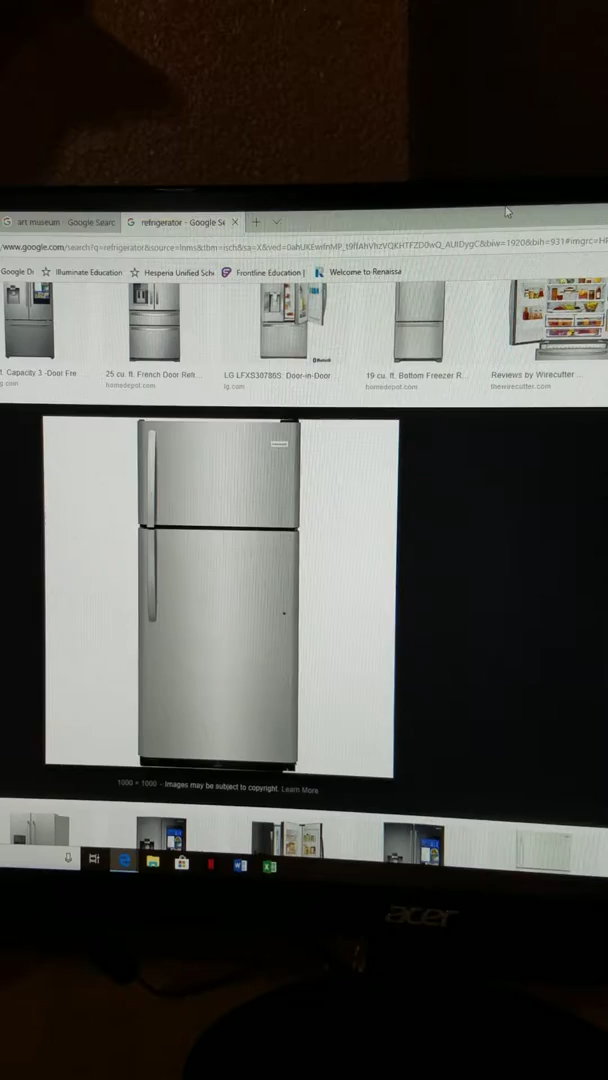 art museum Google Searc
refrigerator - Google Se
Google Dr
Illuminate Education
Hesperia Unified Scho
Frontline Education |
Welcome to Renaissa
Capacity 3 -Door Fre
25 cu. ft. French Door Refr...
homedepot.com
LG LFXS30786S: Door-in-Door
lg.com
19 cu. ft. Bottom Freezer R...
homedepot.com
Reviews by Wirecutter ...
thewirecutter.com
1000 × 1000 - Images may be subject to copyright. Learn More
acer